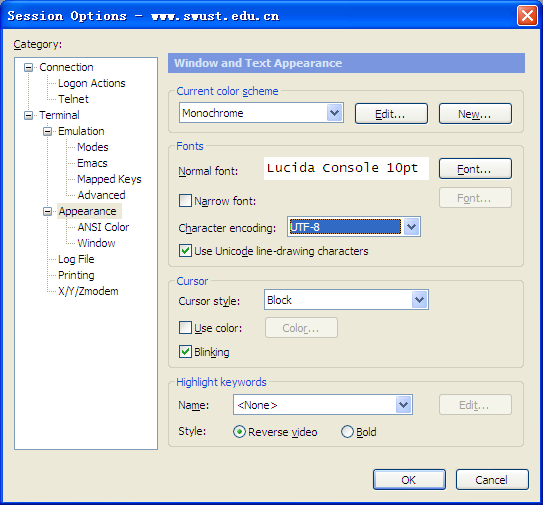 Session Options - www.swust.edu.cn
Category:
Connection
Logon Actions
Telnet
Terminal
Emulation
Modes
Emacs
Mapped Keys
Advanced
Appearance
ANSI Color
Window
Log File
Printing
X/Y/Zmodem
Window and Text Appearance
Current color scheme
Monochrome
Edit...
New...
Fonts
Normal font:
Lucida Console 10pt
Font...
Narrow font:
Font...
Character encoding:
UTF-8
Use Unicode line-drawing characters
Cursor
Cursor style:
Block
Use color:
Color...
Blinking
Highlight keywords
Name:
<None>
Edit...
Style:
Reverse video
Bold
OK
Cancel